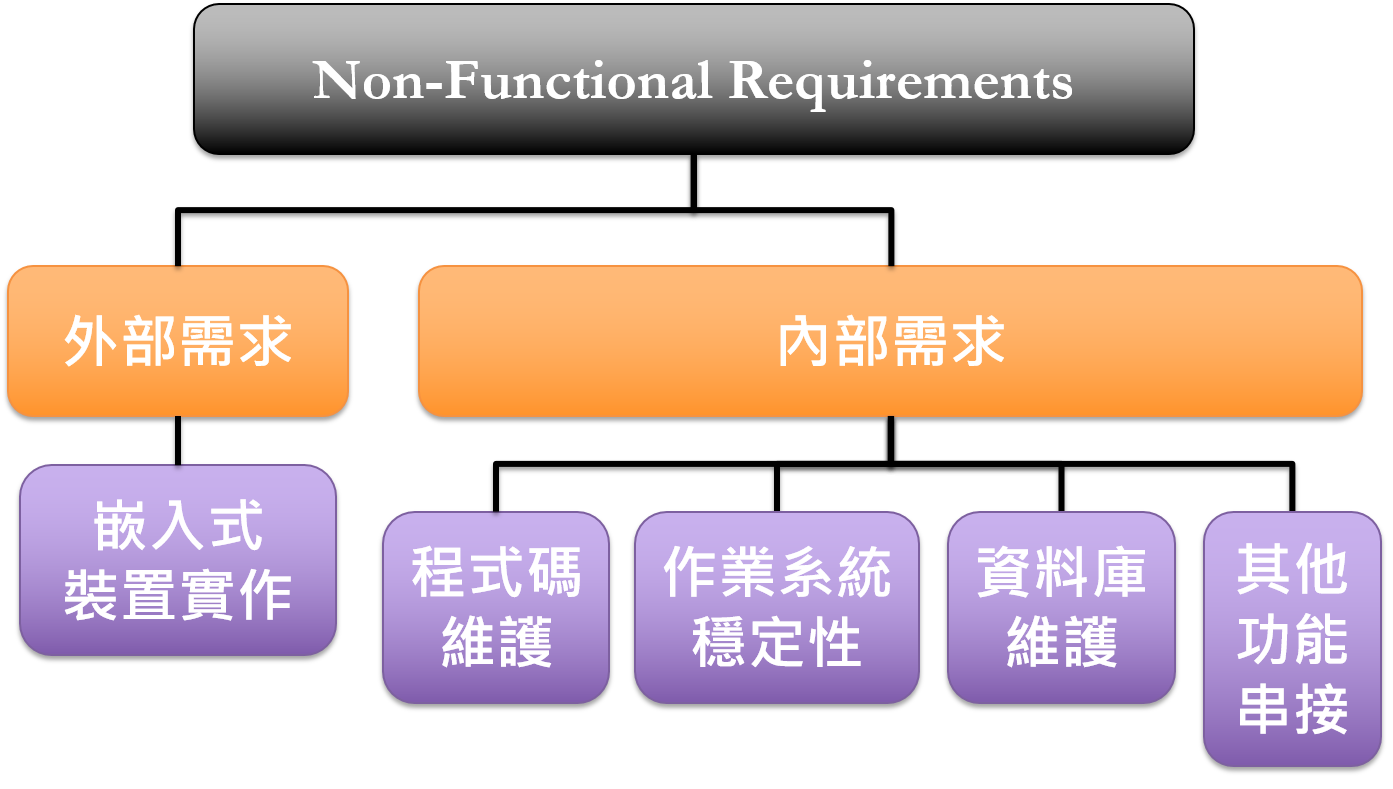 Non-Functional Requirements
外部需求
內部需求
嵌入式
裝置實作
程式碼
維護
作業系統
穩定性
資料庫
維護
其他
功能
串接